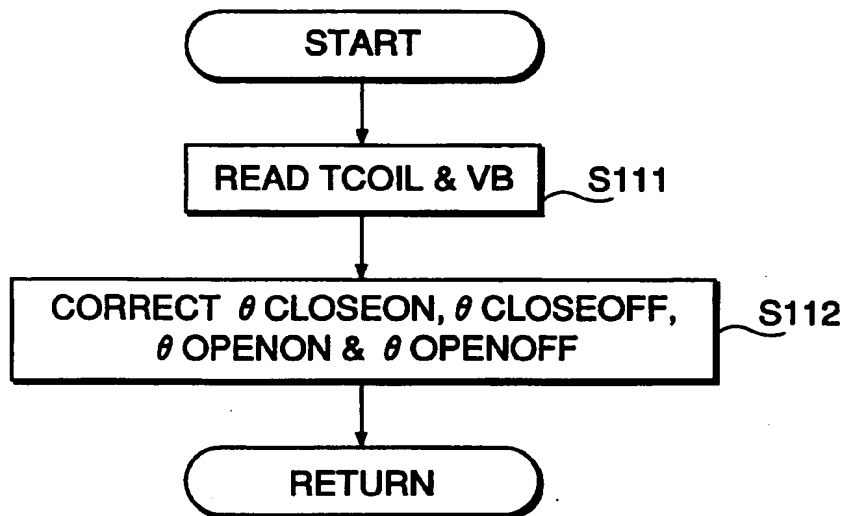 START
READ TCOIL & VB
S111
CORRECT θ CLOSEON, θ CLOSEOFF,
θ OPENON & θ OPENOFF
S112
RETURN